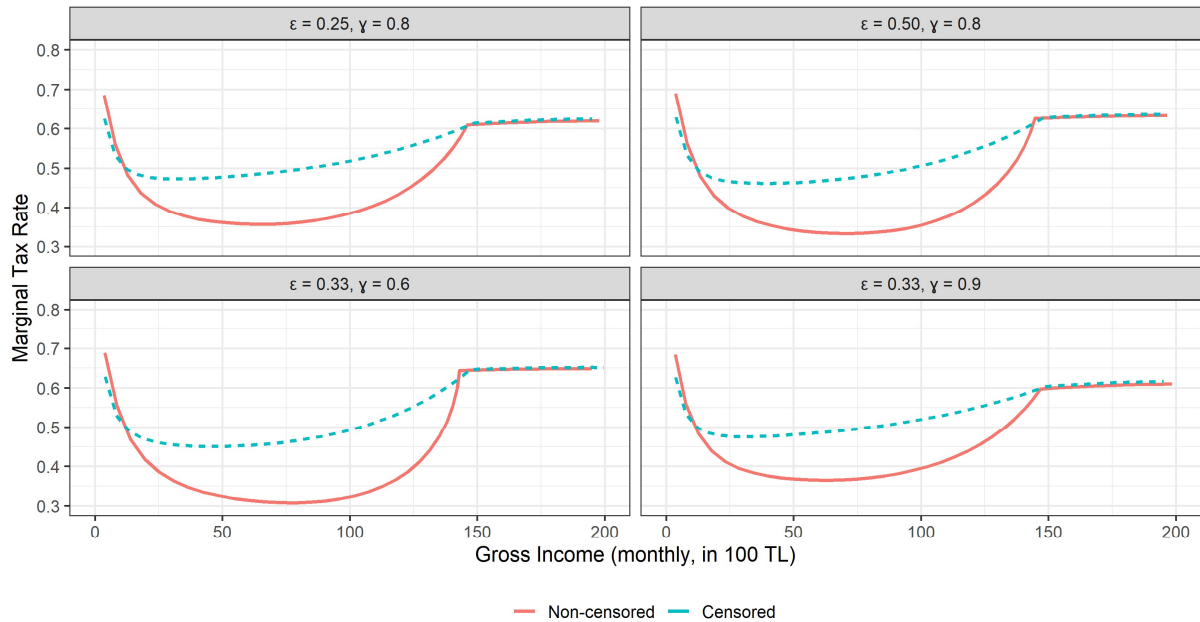 ε = 0.25, ɣ = 0.8
ε = 0.50, ɣ = 0.8
0.8
0.7
0.6
0.5
0.4
0.3
ε = 0.33, ɣ = 0.6
ε = 0.33, ɣ = 0.9
0.8
0.7
0.6
0.5
0.4
0.3
Marginal Tax Rate
0 50 100 150 200
0 50 100 150 200
Gross Income (monthly, in 100 TL)
Non-censored Censored